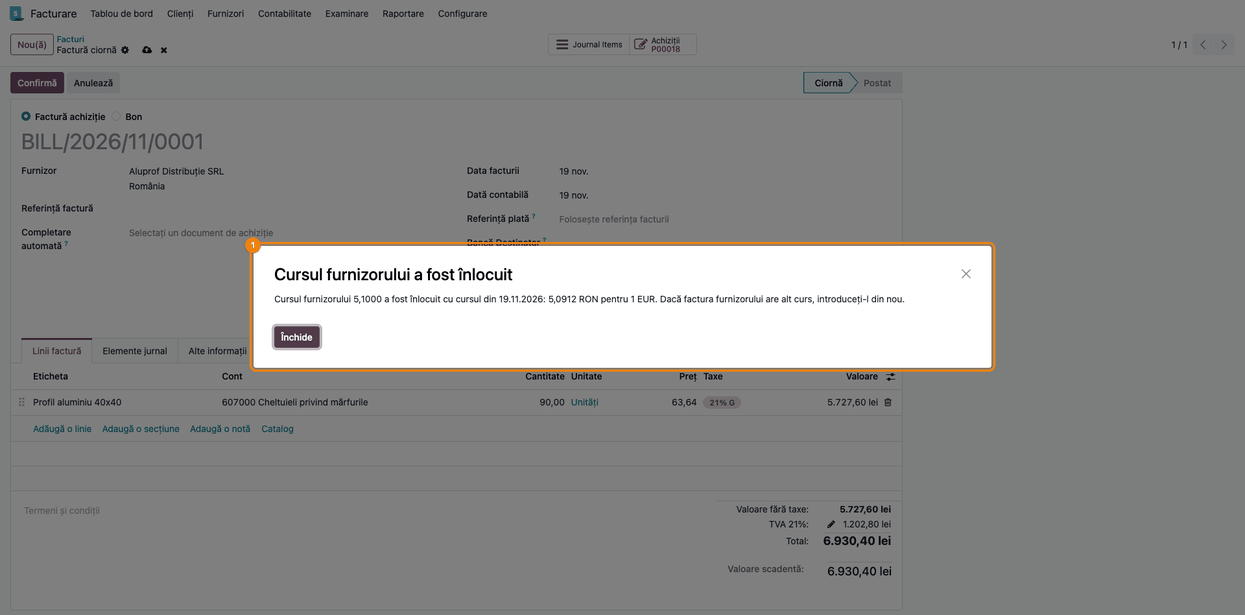 Facturare Tablou de bord Clienți Furnizori Contabilitate Examinare Raportare Configurare
Nou(ă)
Facturi
Factură ciornă
Journal Items
Achiziții
P00018
1 / 1
Confirmă Anulează
Ciornă Postat
Factură achiziție Bon
BILL/2026/11/0001
Furnizor Aluprof Distribuție SRL
România
Data facturii 19 nov.
Dată contabilă 19 nov.
Referință factură
Referință plată ? Folosește referința facturii
Completare
automată ?
Selectați un document de achiziție
1
Cursul furnizorului a fost înlocuit
Cursul furnizorului 5,1000 a fost înlocuit cu cursul din 19.11.2026: 5,0912 RON pentru 1 EUR. Dacă factura furnizorului are alt curs, introduceți-l din nou.
Închide
Linii factură Elemente jurnal Alte informații
Eticheta Cont Cantitate Unitate Preț Taxe Valoare
Profil aluminiu 40x40 607000 Cheltuieli privind mărfurile 90,00 Unități 63,64 21% G 5.727,60 lei
Adăugă o linie Adaugă o secțiune Adaugă o notă Catalog
Termeni și condiții
Valoare fără taxe: 5.727,60 lei
TVA 21%: 1.202,80 lei
Total: 6.930,40 lei
Valoare scadentă: 6.930,40 lei